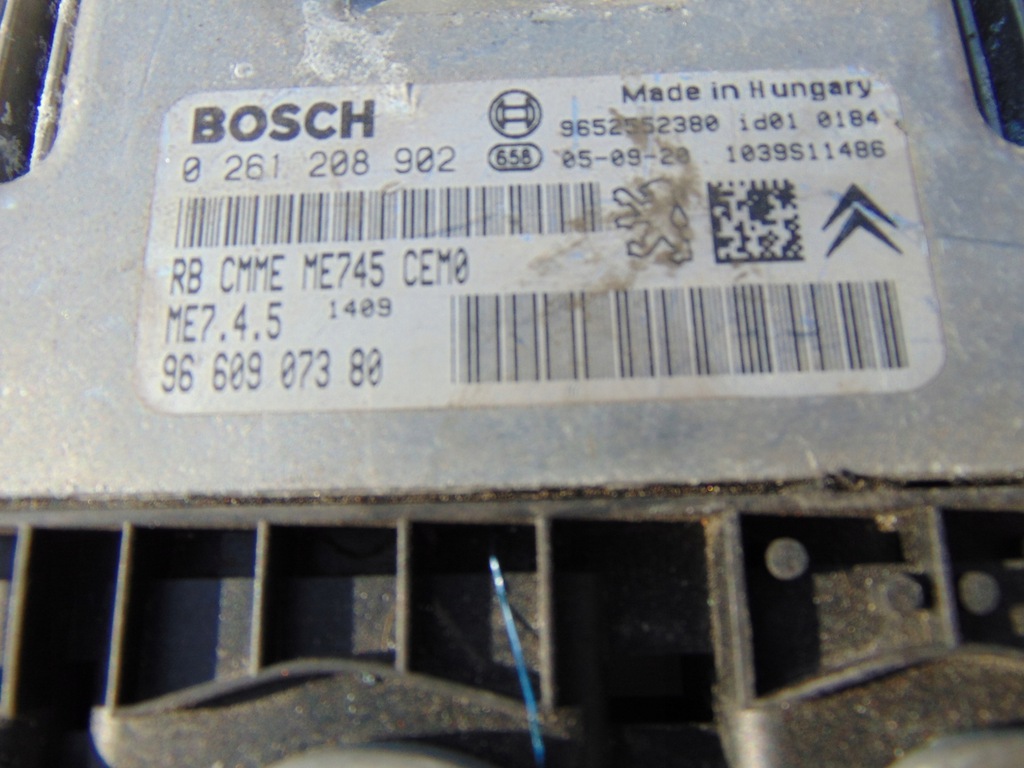 BOSCH
Made in Hungary
9652552380 id01 0184
0 261 208 902
658
05-09-20
1039S11486
RB CMME ME745 CEM0
ME7.4.5
1409
96 609 073 80